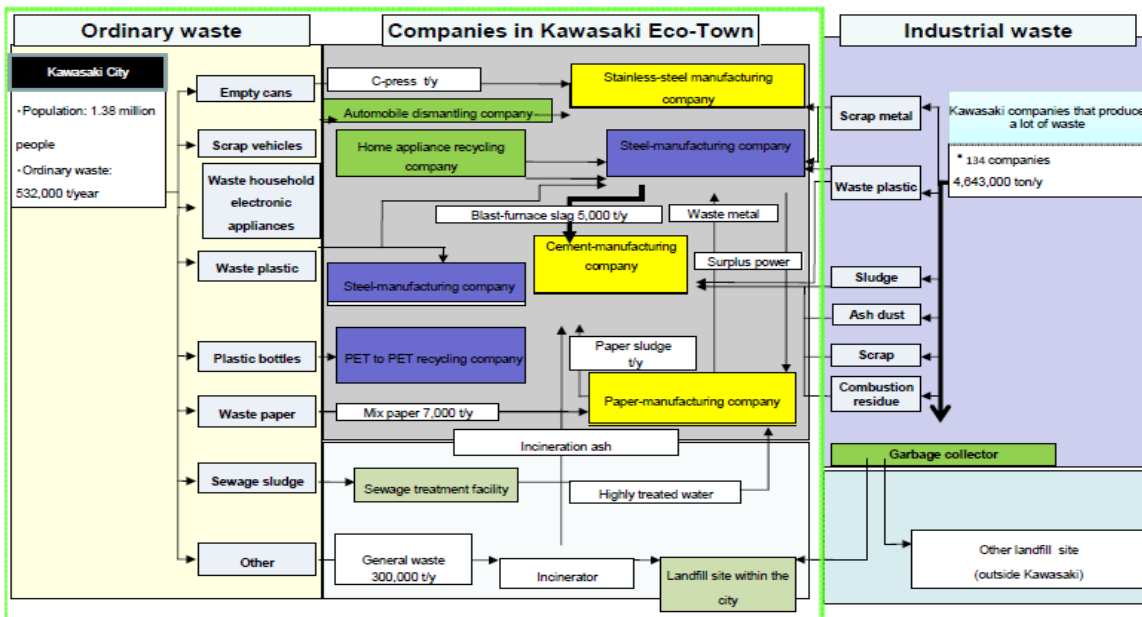 Ordinary waste
Companies in Kawasaki Eco-Town
Industrial waste
Kawasaki City
・Population: 1.38 million
people
・Ordinary waste:
532,000 t/year
Empty cans
Scrap vehicles
Waste household
electronic
appliances
Waste plastic
Plastic bottles
Waste paper
Sewage sludge
Other
C-press t/y
Stainless-steel manufacturing
company
Automobile dismantling company
Home appliance recycling
company
Steel-manufacturing company
Blast-furnace slag 5,000 t/y
Waste metal
Cement-manufacturing
company
Surplus power
Steel-manufacturing company
PET to PET recycling company
Paper sludge
t/y
Paper-manufacturing company
Mix paper 7,000 t/y
Incineration ash
Sewage treatment facility
Highly treated water
General waste
300,000 t/y
Incinerator
Landfill site within the
city
Scrap metal
Waste plastic
Sludge
Ash dust
Scrap
Combustion
residue
Kawasaki companies that produce
a lot of waste
* 134 companies
4,643,000 ton/y
Garbage collector
Other landfill site
(outside Kawasaki)